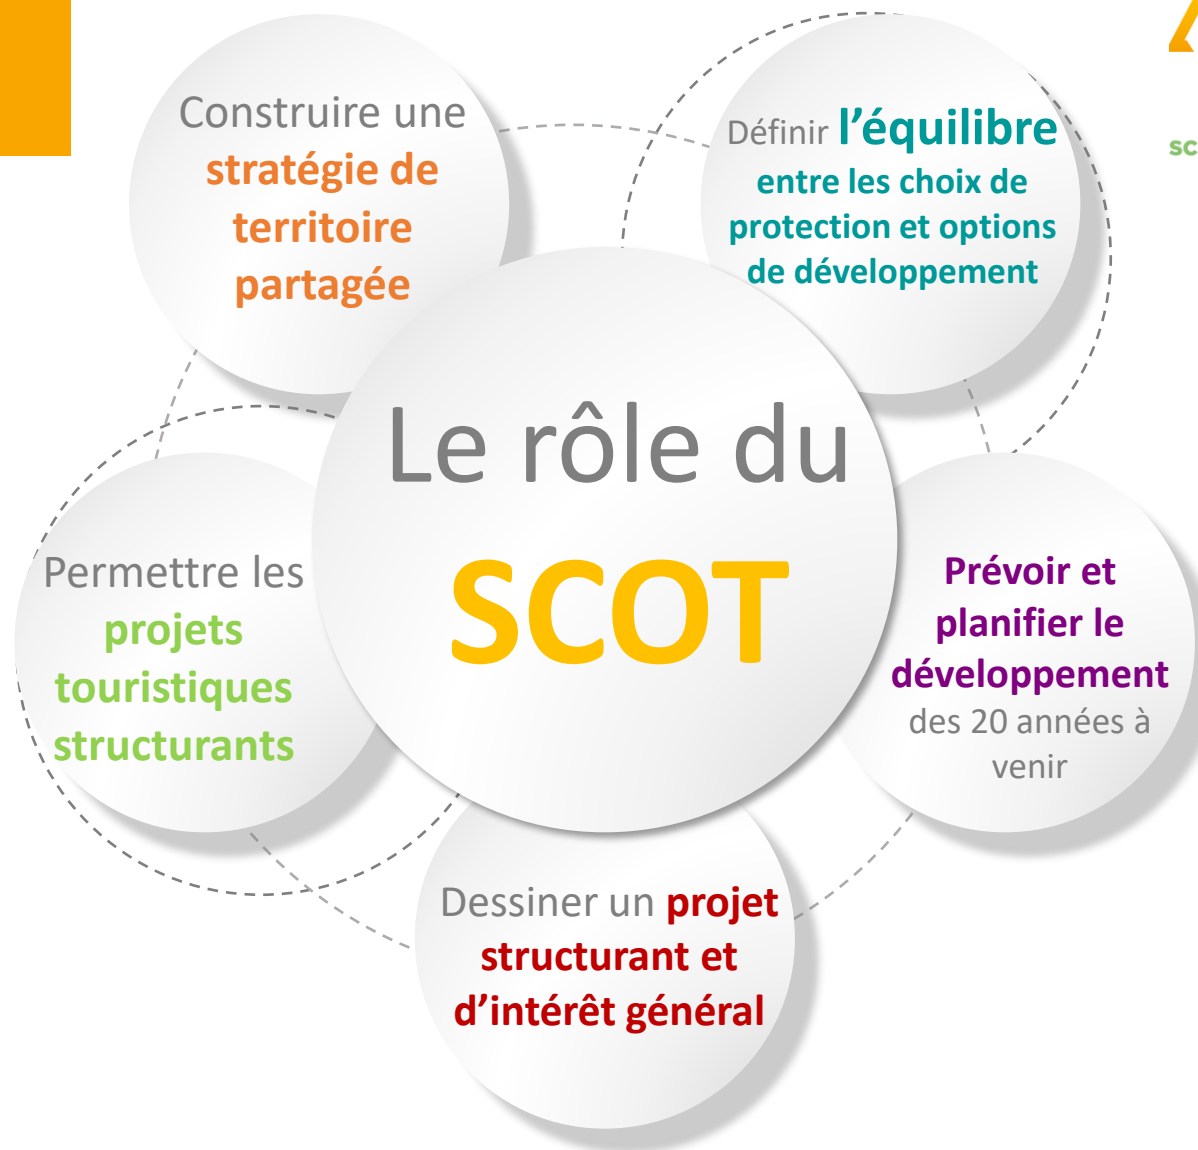 Construire une
stratégie de
territoire
partagée
Définir l’équilibre
entre les choix de
protection et options
de développement
Le rôle du
SCOT
Permettre les
projets
touristiques
structurants
Prévoir et
planifier le
développement
des 20 années à
venir
Dessiner un projet
structurant et
d’intérêt général